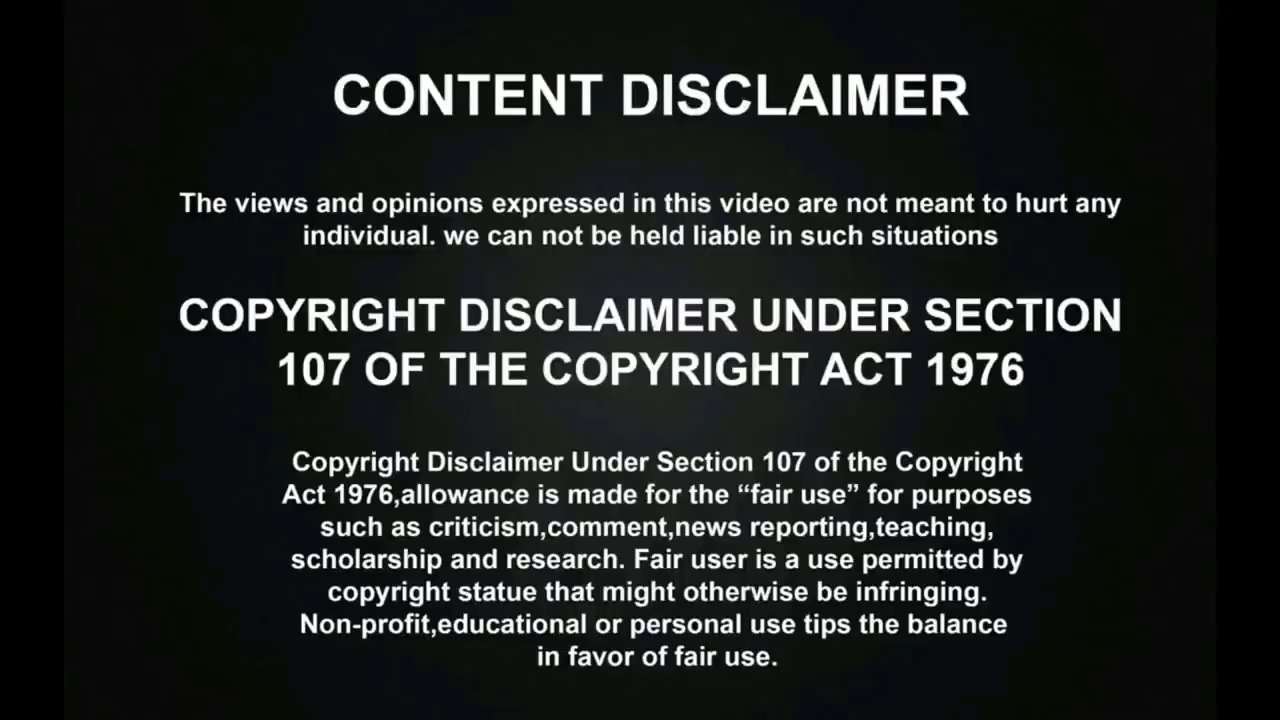 CONTENT DISCLAIMER
The views and opinions expressed in this video are not meant to hurt any
individual. we can not be held liable in such situations
COPYRIGHT DISCLAIMER UNDER SECTION
107 OF THE COPYRIGHT ACT 1976
Copyright Disclaimer Under Section 107 of the Copyright
Act 1976,allowance is made for the “fair use” for purposes
such as criticism,comment,news reporting,teaching,
scholarship and research. Fair user is a use permitted by
copyright statue that might otherwise be infringing.
Non-profit,educational or personal use tips the balance
in favor of fair use.